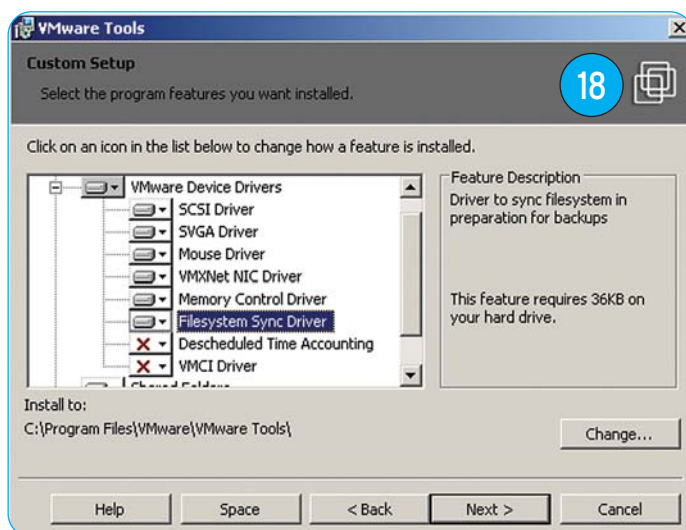 VMware Tools
Custom Setup
Select the program features you want installed.
18
Click on an icon in the list below to change how a feature is installed.
VMware Device Drivers
SCSI Driver
SVGA Driver
Mouse Driver
VMXNet NIC Driver
Memory Control Driver
Filesystem Sync Driver
Descheduled Time Accounting
VMCI Driver
Shared Folders
Feature Description
Driver to sync filesystem in
preparation for backups
This feature requires 36KB on
your hard drive.
Install to:
C:\Program Files\VMware\VMware Tools\
Change...
Help
Space
< Back
Next >
Cancel